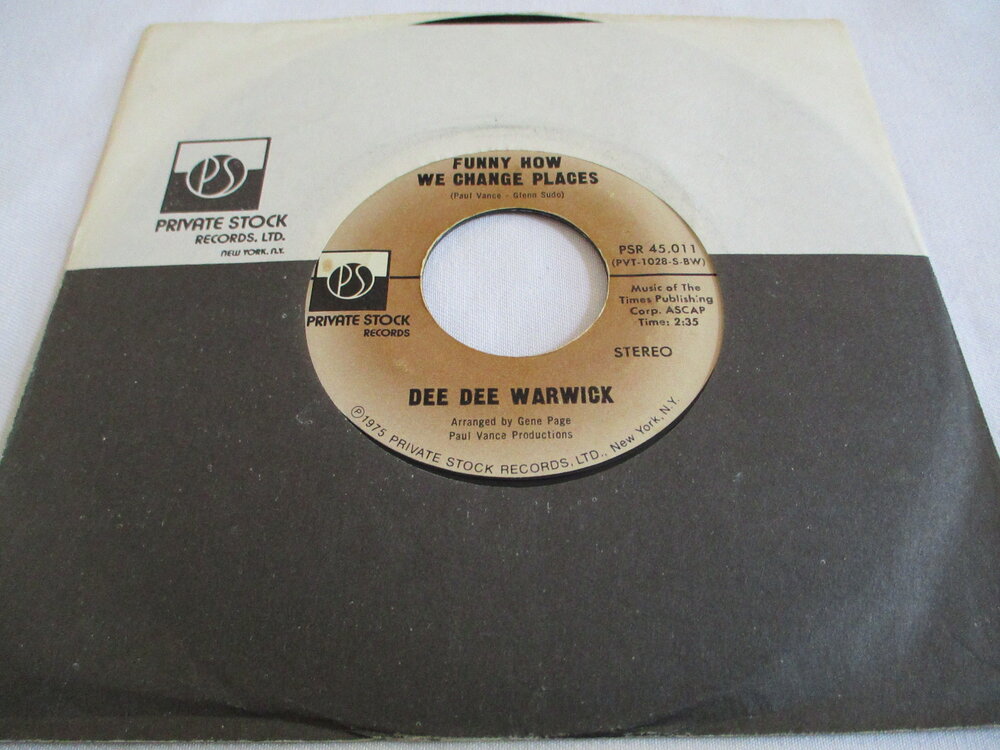 PS
PRIVATE STOCK
RECORDS, LTD.
NEW YORK, N.Y.
FUNNY HOW
WE CHANGE PLACES
(Paul Vance - Glenn Sudo)
PS
PRIVATE STOCK
RECORDS
PSR 45,011
(PVT-1028-S-BW)
Music of The
Times Publishing
Corp. ASCAP
Time: 2:35
STEREO
DEE DEE WARWICK
Arranged by Gene Page
Paul Vance Productions
Ⓟ1975 PRIVATE STOCK RECORDS, LTD., New York, N.Y.